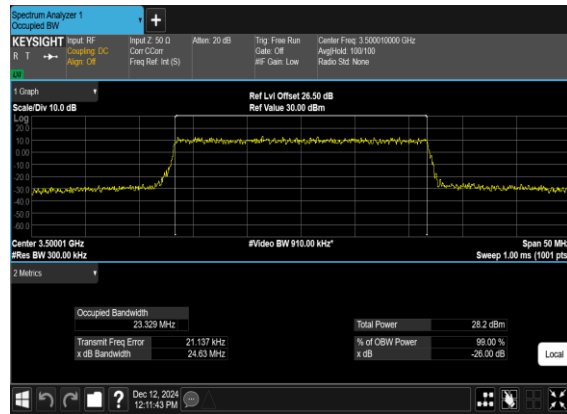 Spectrum Analyzer 1
Occupied BW
KEYSIGHT Input: RF Input Z: 50 Ω Atten: 20 dB Trig: Free Run Center Freq: 3.500010000 GHz
R T Coupling: DC Corr CCorr Gate: Off Avg|Hold: 100/100
Align: Off Freq Ref: Int (S) #IF Gain: Low Radio Std: None
1 Graph
Ref Lvl Offset 26.50 dB
Scale/Div 10.0 dB Ref Value 30.00 dBm
Log
20.0
10.0
0.00
-10.0
-20.0
-30.0
-40.0
-50.0
-60.0
Center 3.50001 GHz #Video BW 910.00 kHz* Span 50 MHz
#Res BW 300.00 kHz Sweep 1.00 ms (1001 pts
2 Metrics
Occupied Bandwidth
23.329 MHz Total Power 28.2 dBm
Transmit Freq Error 21.137 kHz % of OBW Power 99.00 %
x dB Bandwidth 24.63 MHz x dB -26.00 dB
Local
Dec 12, 2024
12:11:43 PM